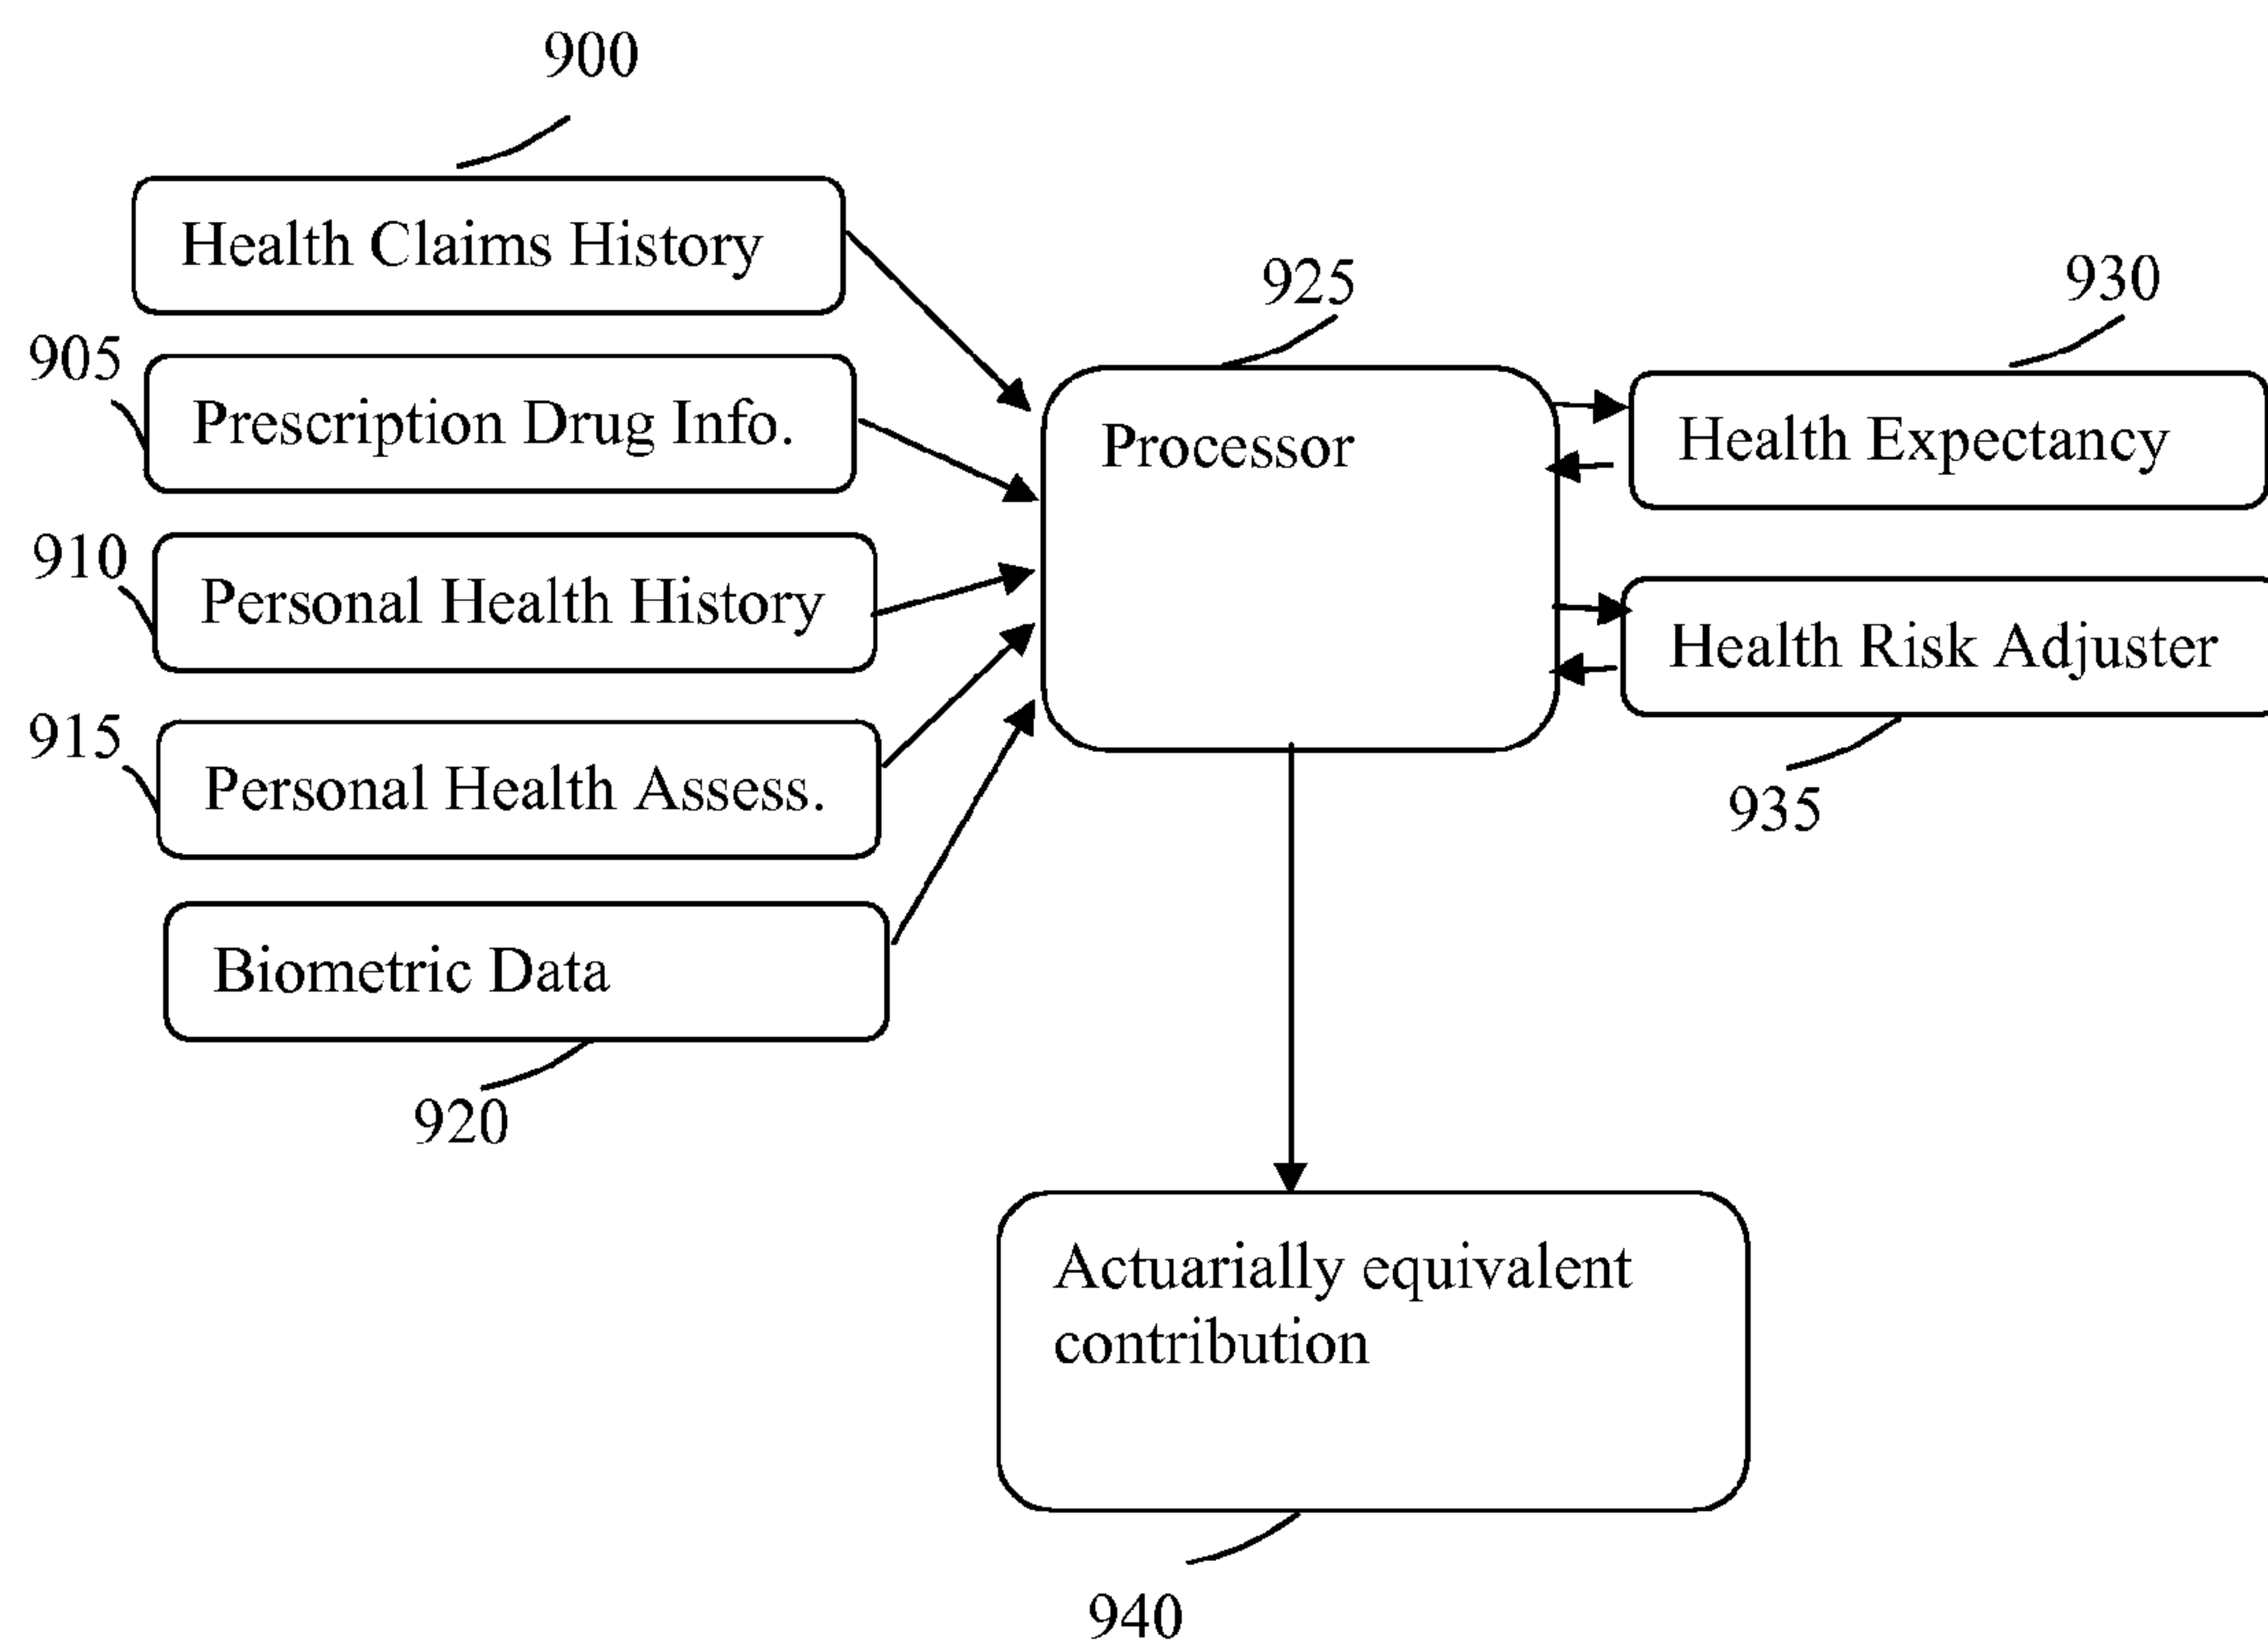 900
Health Claims History
905
Prescription Drug Info.
910
Personal Health History
915
Personal Health Assess.
Biometric Data
920
925
Processor
930
Health Expectancy
Health Risk Adjuster
935
Actuarially equivalent
contribution
940